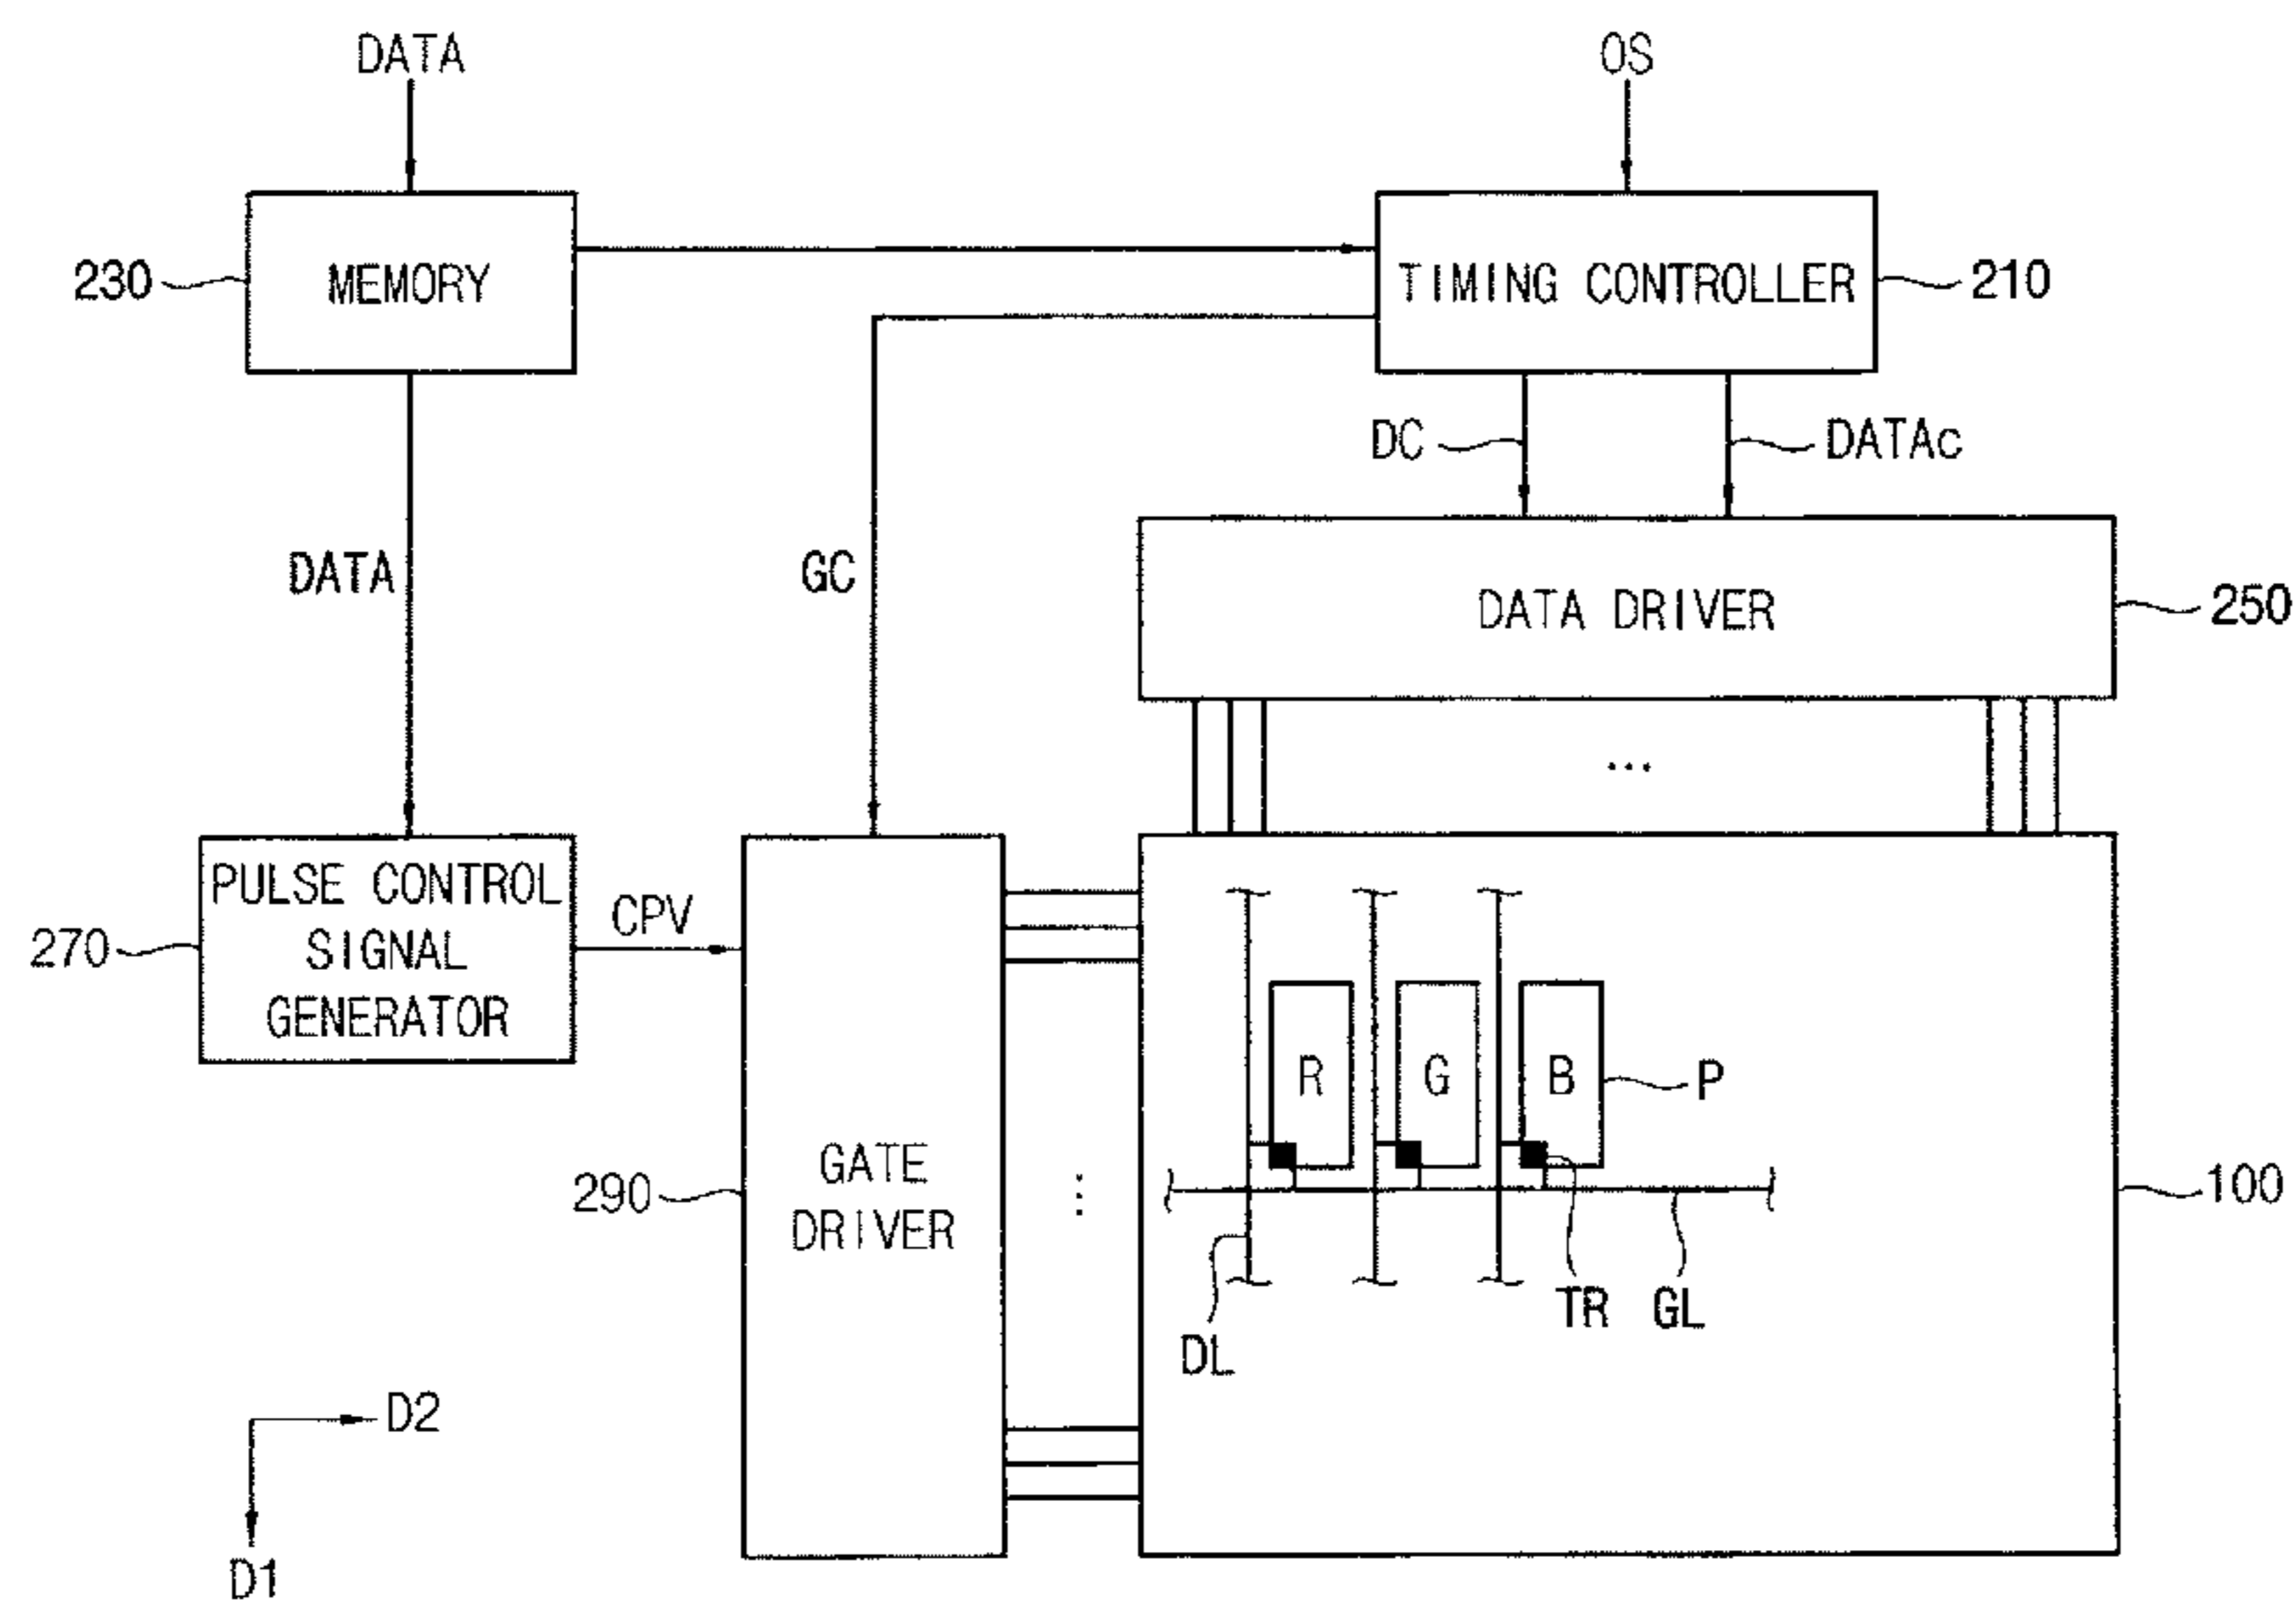 DATA
OS
230
MEMORY
TIMING CONTROLLER
210
DC
DATAc
DATA
GC
DATA DRIVER
250
...
PULSE CONTROL
SIGNAL
GENERATOR
270
CPV
R
G
B
P
GATE
DRIVER
290
...
100
TR
GL
DL
D2
D1